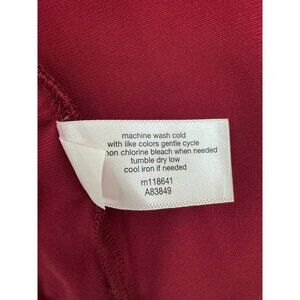 machine wash cold
with like colors gentle cycle
non chlorine bleach when needed
tumble dry low
cool iron if needed
rn118641
A83849